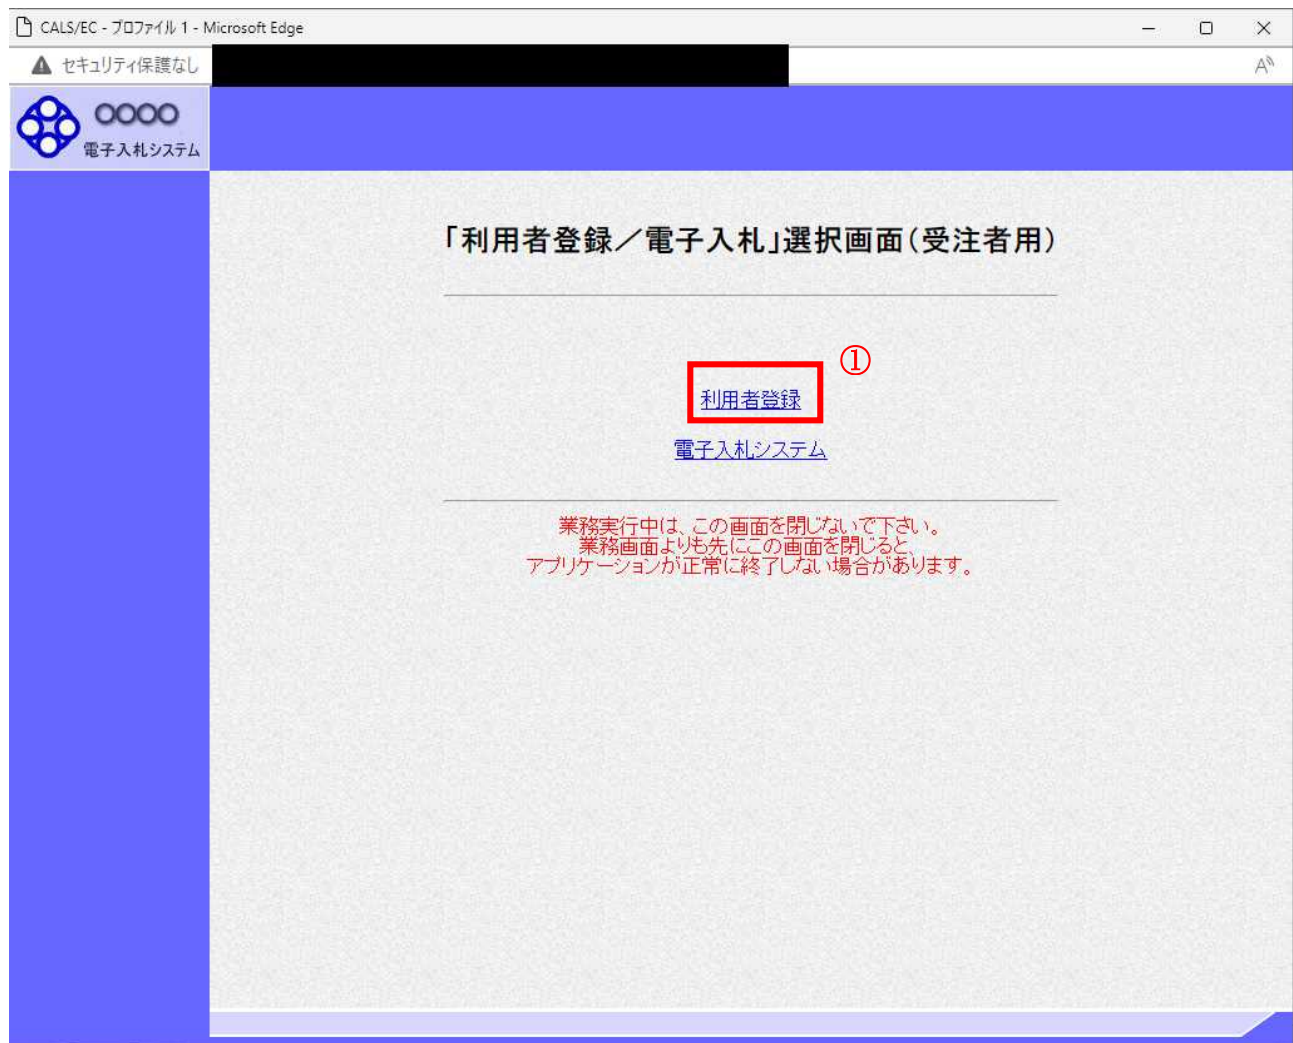 CALS/EC - プロファイル 1 - Microsoft Edge
セキュリティ保護なし
○○○○
電子入札システム
「利用者登録／電子入札」選択画面（受注者用）
①
利用者登録
電子入札システム
業務実行中は、この画面を閉じないで下さい。
業務画面よりも先にこの画面を閉じると、
アプリケーションが正常に終了しない場合があります。